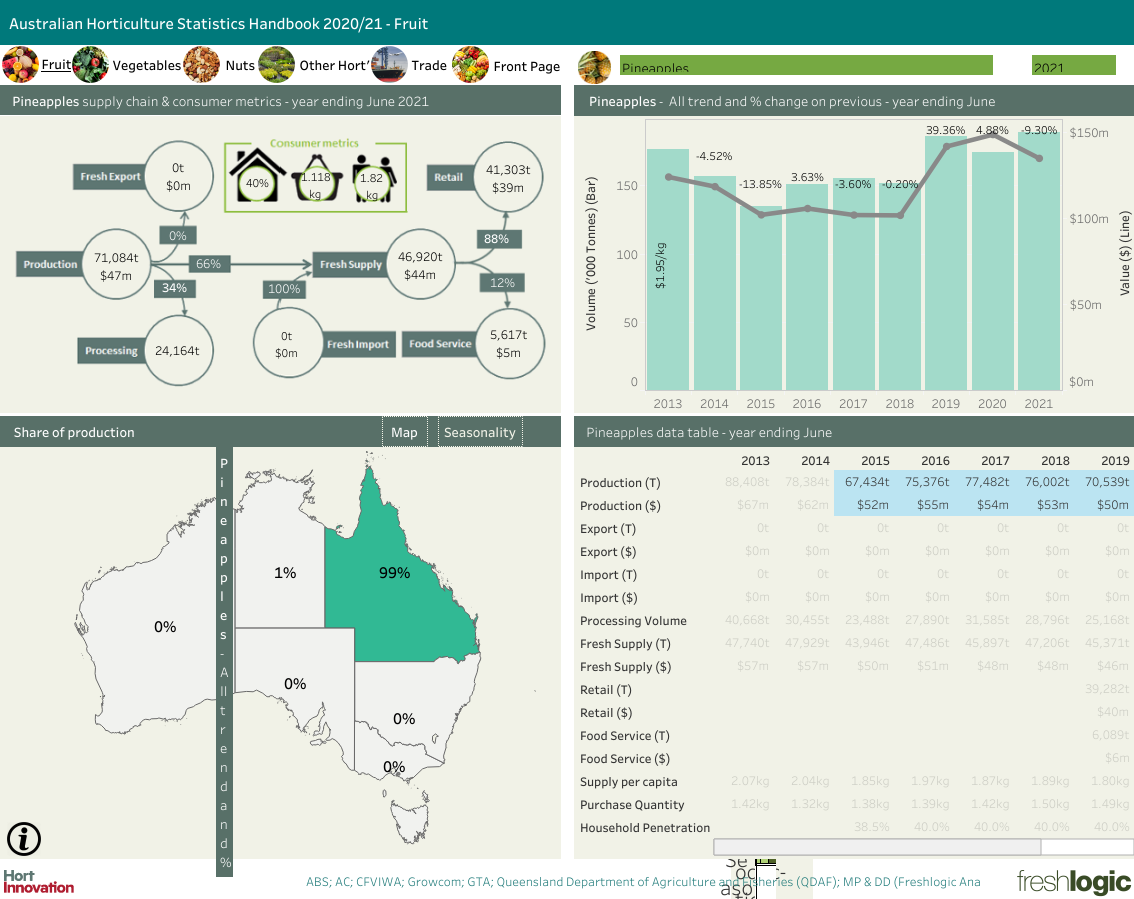 Australian Horticulture Statistics Handbook 2020/21 - Fruit
Fruit
Vegetables
Nuts
Other Hort'
Trade
Front Page
Pineapples
2021
Pineapples supply chain & consumer metrics - year ending June 2021
Consumer metrics
40%
1.118 kg
1.82 kg
Fresh Export
0t
$0m
Retail
41,303t
$39m
0%
88%
Production
71,084t
$47m
66%
Fresh Supply
46,920t
$44m
34%
100%
12%
Processing
24,164t
0t
$0m
Fresh Import
Food Service
5,617t
$5m
Pineapples - All trend and % change on previous - year ending June
Volume ('000 Tonnes) (Bar)
150
100
50
0
$1.95/kg
-4.52%
-13.85%
3.63%
-3.60%
-0.20%
39.36%
4.88%
-9.30%
$150m
$100m
$50m
$0m
Value ($) (Line)
2013 2014 2015 2016 2017 2018 2019 2020 2021
Share of production
Map
Seasonality
Pineapples - All trend and %
0%
1%
99%
0%
0%
0%
Pineapples data table - year ending June
2013 2014 2015 2016 2017 2018 2019
Production (T) 88,408t 78,384t 67,434t 75,376t 77,482t 76,002t 70,539t
Production ($) $67m $62m $52m $55m $54m $53m $50m
Export (T) 0t 0t 0t 0t 0t 0t 0t
Export ($) $0m $0m $0m $0m $0m $0m $0m
Import (T) 0t 0t 0t 0t 0t 0t 0t
Import ($) $0m $0m $0m $0m $0m $0m $0m
Processing Volume 40,668t 30,455t 23,488t 27,890t 31,585t 28,796t 25,168t
Fresh Supply (T) 47,740t 47,929t 43,946t 47,486t 45,897t 47,206t 45,371t
Fresh Supply ($) $57m $57m $50m $51m $48m $48m $46m
Retail (T) 39,282t
Retail ($) $40m
Food Service (T) 6,089t
Food Service ($) $6m
Supply per capita 2.07kg 2.04kg 1.85kg 1.97kg 1.87kg 1.89kg 1.80kg
Purchase Quantity 1.42kg 1.32kg 1.38kg 1.39kg 1.42kg 1.50kg 1.49kg
Household Penetration 38.5% 40.0% 40.0% 40.0% 40.0%
Hort
Innovation
ABS; AC; CFVIWA; Growcom; GTA; Queensland Department of Agriculture and Fisheries (QDAF); MP & DD (Freshlogic Ana
freshlogic